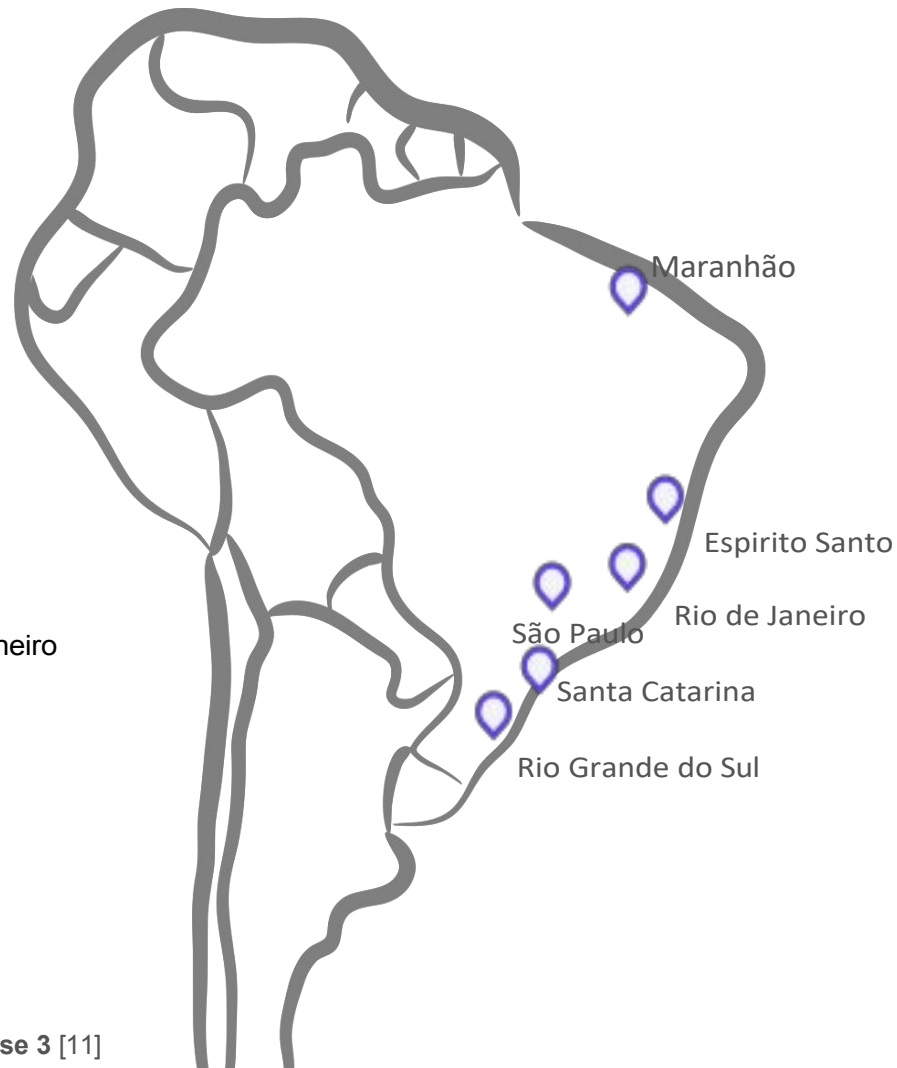 Maranhão
Espirito Santo
Rio de Janeiro
São Paulo
neiro
Santa Catarina
Rio Grande do Sul
se 3 [11]